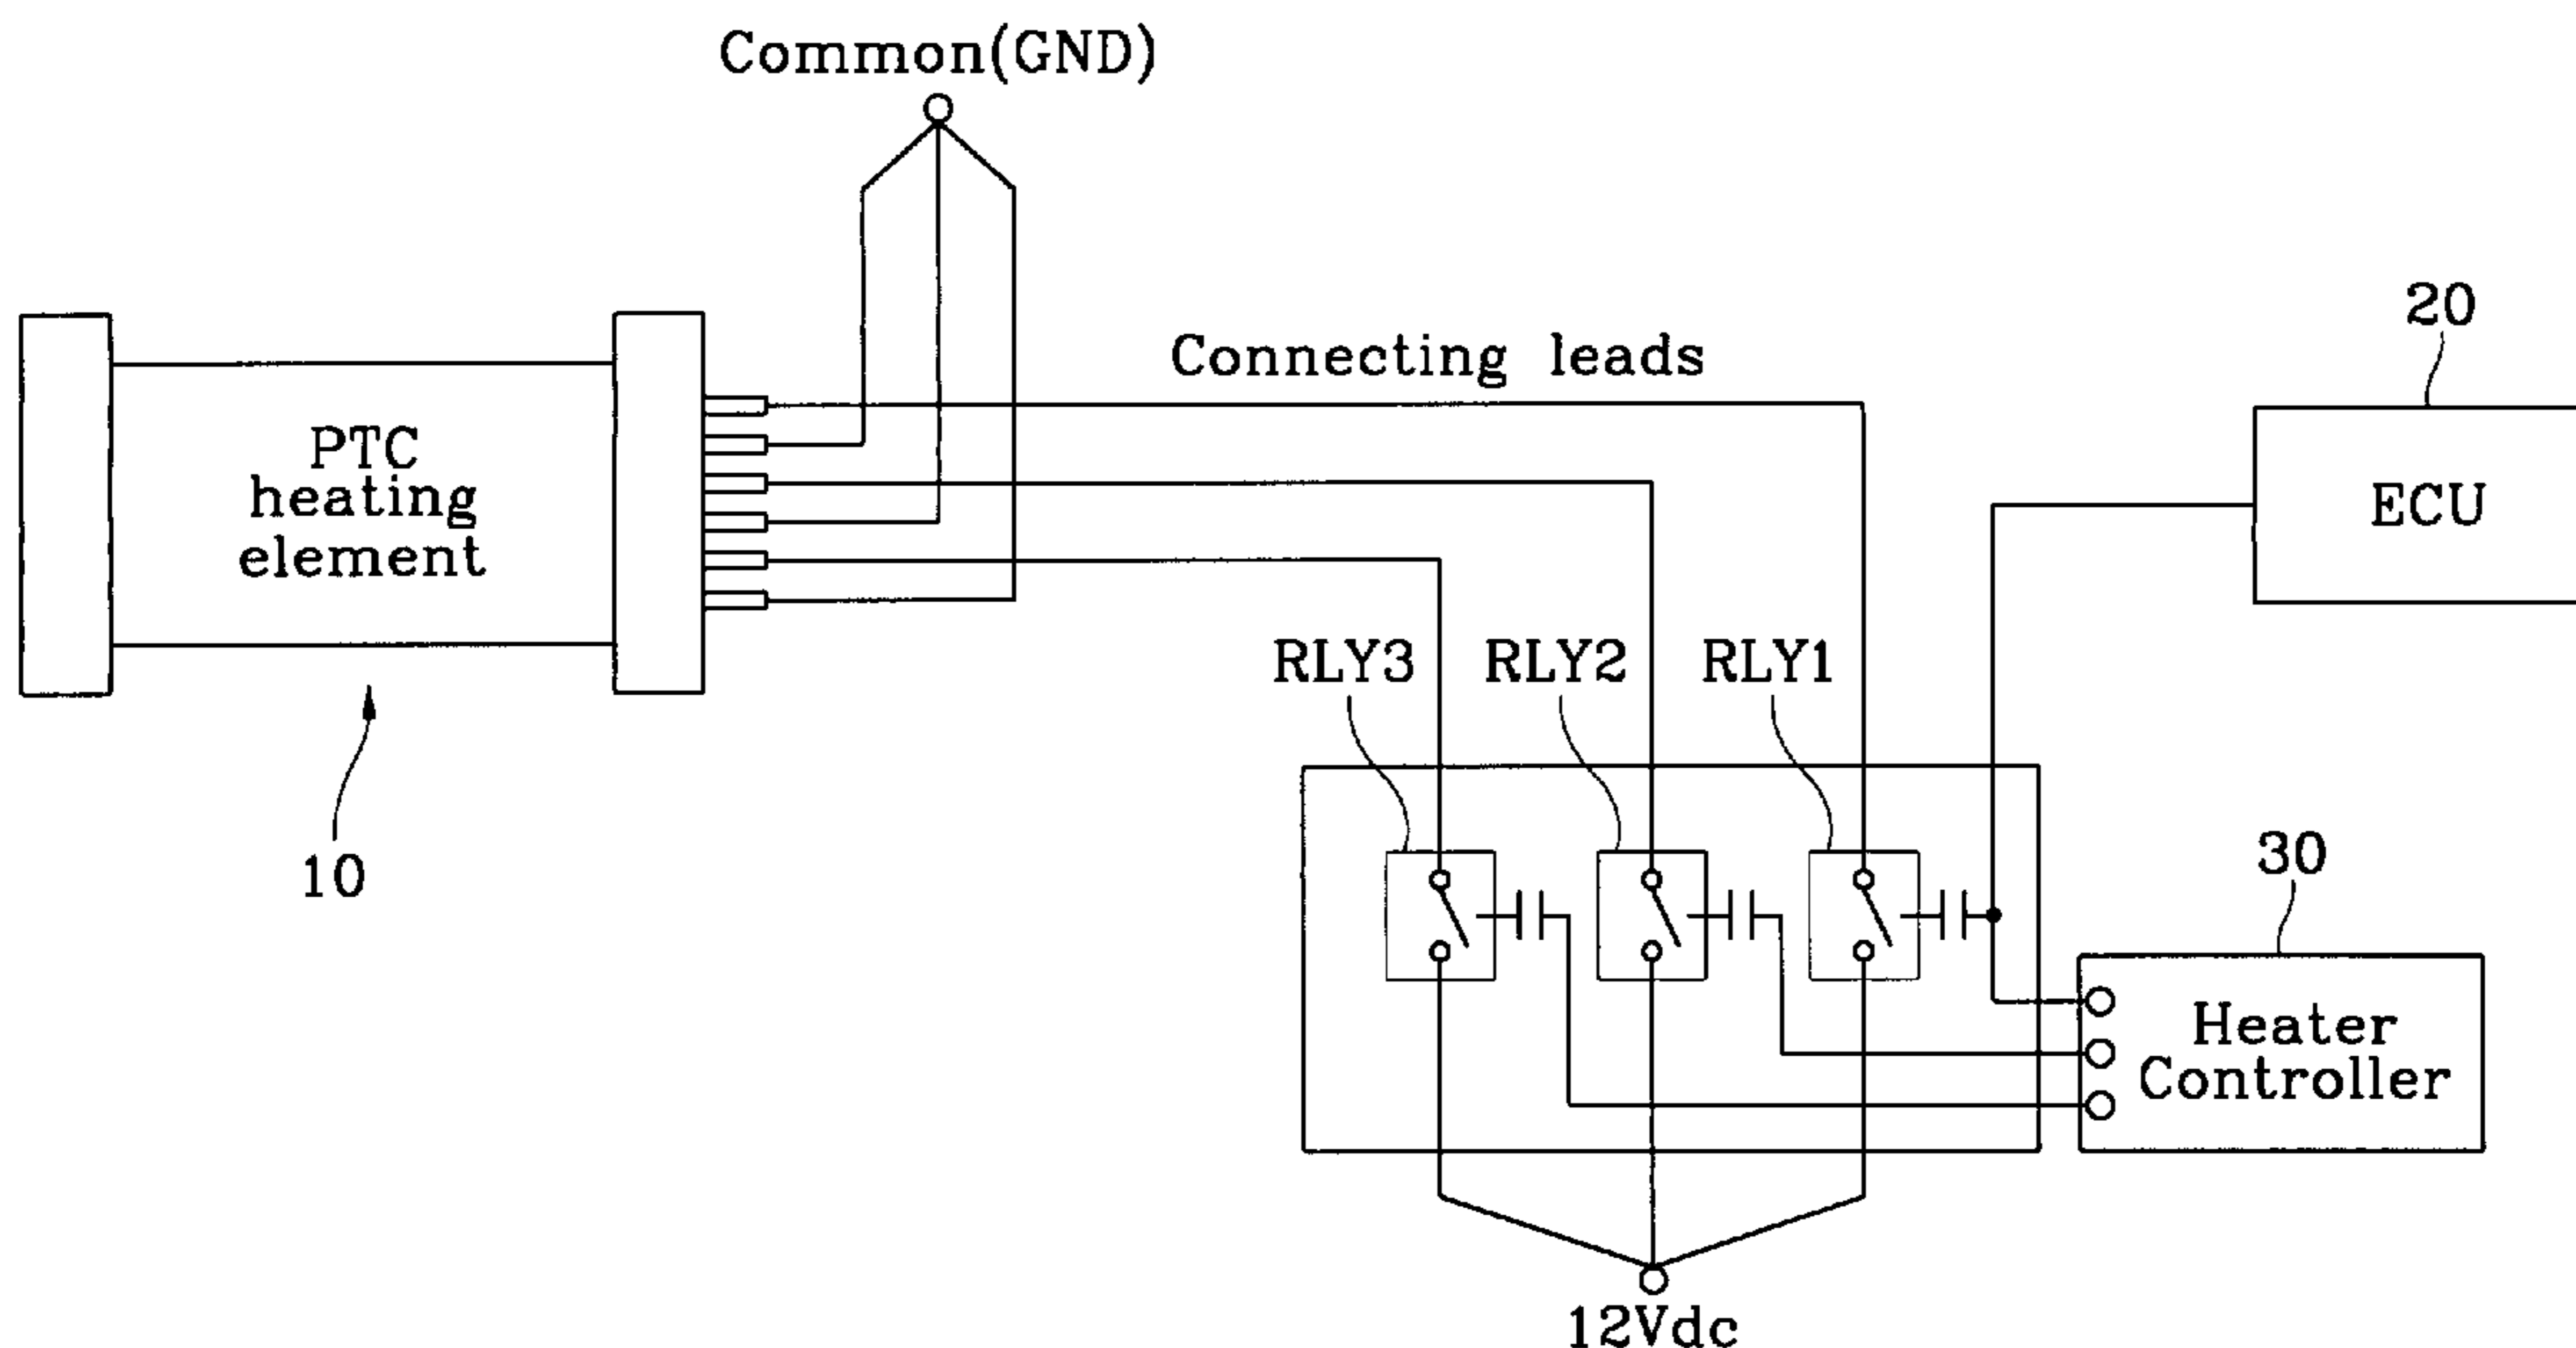 Common(GND)
Connecting leads
20
PTC
heating
element
ECU
RLY3
RLY2
RLY1
10
30
Heater
Controller
12Vdc